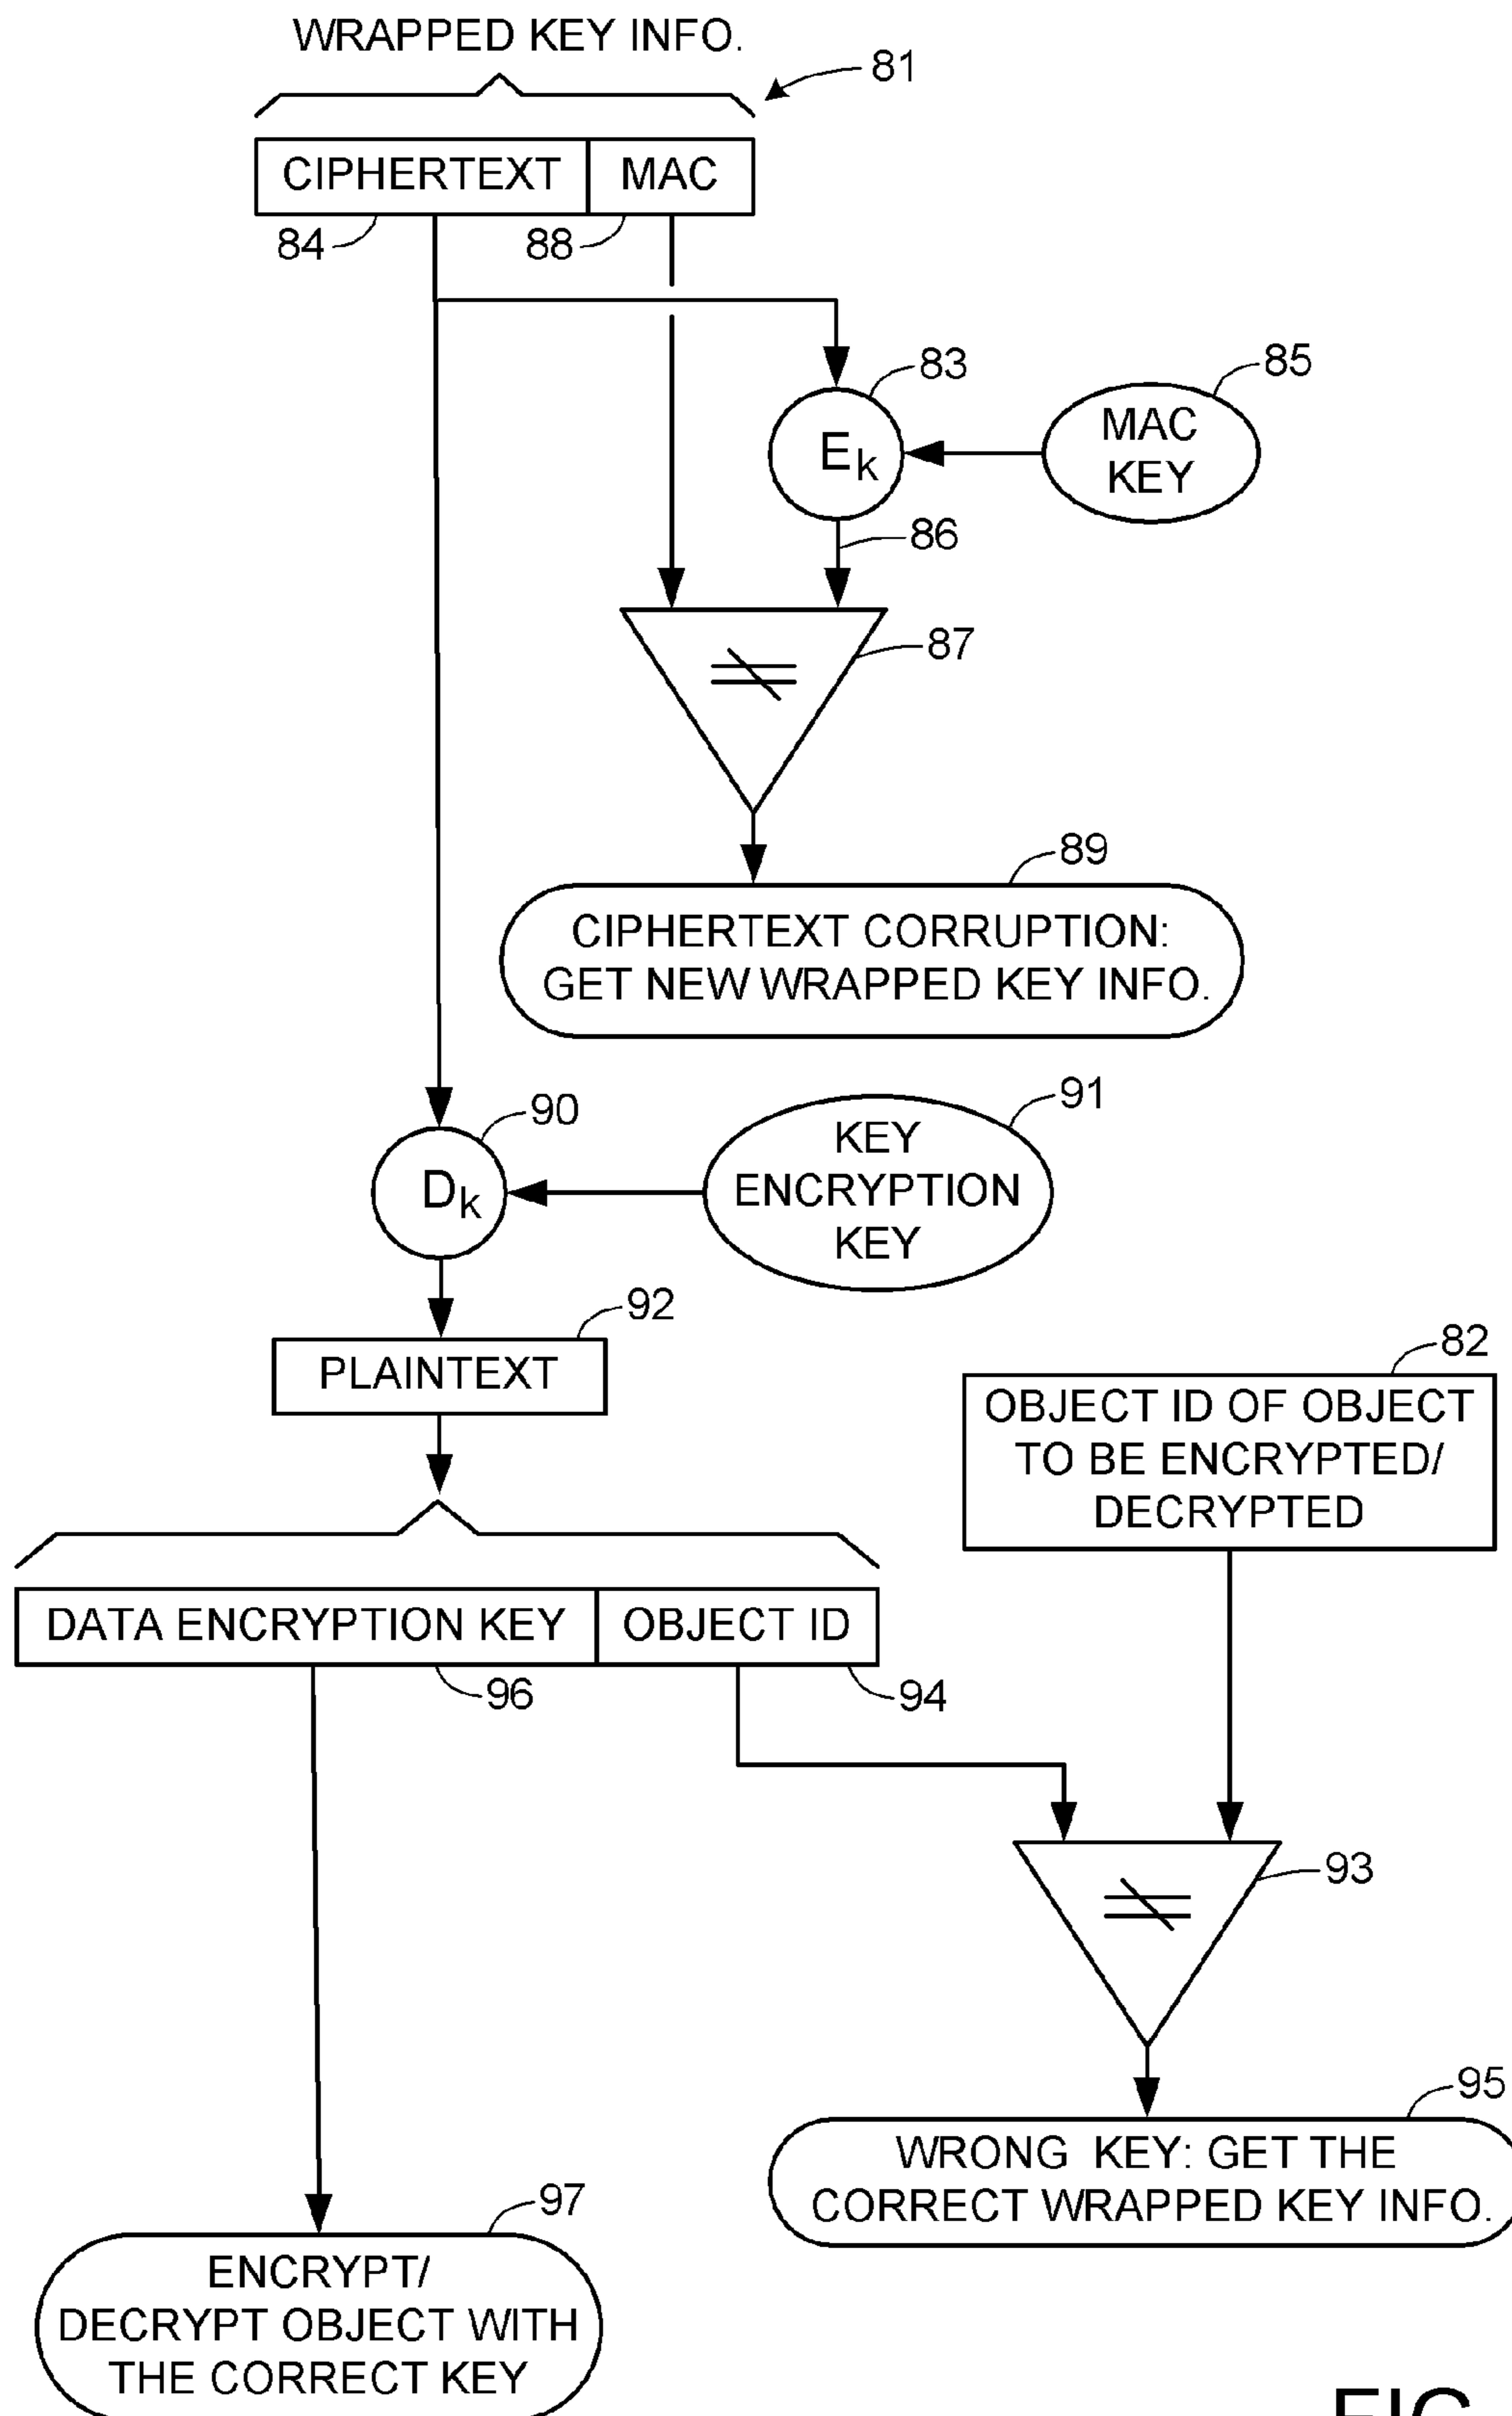 WRAPPED KEY INFO.
81
CIPHERTEXT MAC
84 88
83 85
E k
MAC
KEY
86
87
≠
89
CIPHERTEXT CORRUPTION:
GET NEW WRAPPED KEY INFO.
90 91
D k
KEY
ENCRYPTION
KEY
92
PLAINTEXT
82
OBJECT ID OF OBJECT
TO BE ENCRYPTED/
DECRYPTED
DATA ENCRYPTION KEY OBJECT ID
96 94
93
≠
95
WRONG KEY: GET THE
CORRECT WRAPPED KEY INFO.
97
ENCRYPT/
DECRYPT OBJECT WITH
THE CORRECT KEY